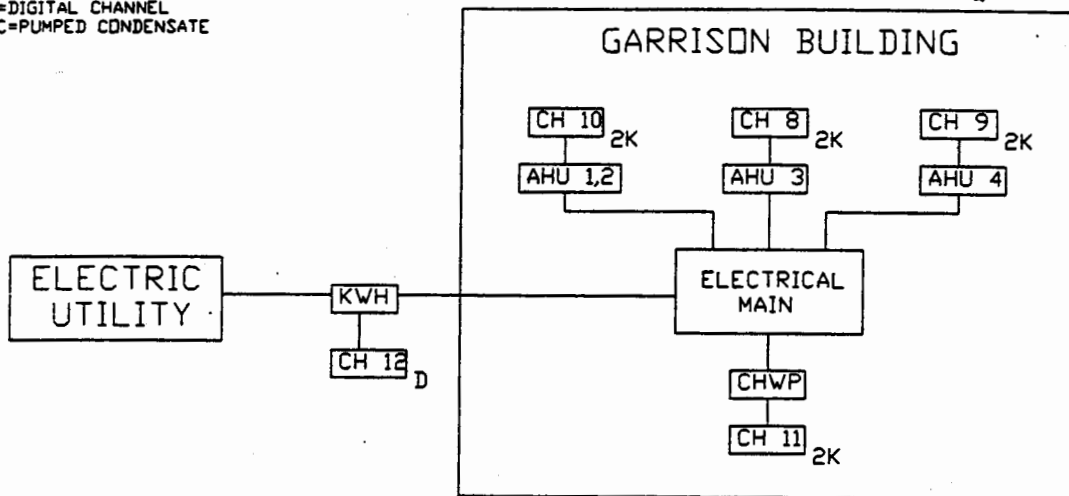 =DIGITAL CHANNEL
C=PUMPED CONDENSATE
GARRISON BUILDING
CH 10
2K
CH 8
2K
CH 9
2K
AHU 1,2
AHU 3
AHU 4
ELECTRIC
UTILITY
KWH
ELECTRICAL
MAIN
CH 12
D
CHWP
CH 11
2K